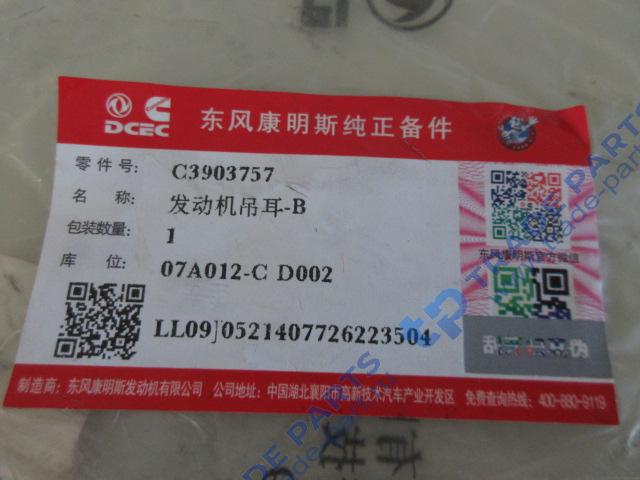 DCEC
东风康明斯纯正备件
零件号: C3903757
名 称: 发动机吊耳-B
包装数量: 1
库 位: 07A012-C D002
东风康明斯官方微信
LL09J0521407726223504
刮 伪
制造商: 东风康明斯发动机有限公司 公司地址: 中国湖北襄阳市高新技术汽车产业开发区 免费查询热线: 400-880-9119
TRADE PARTS